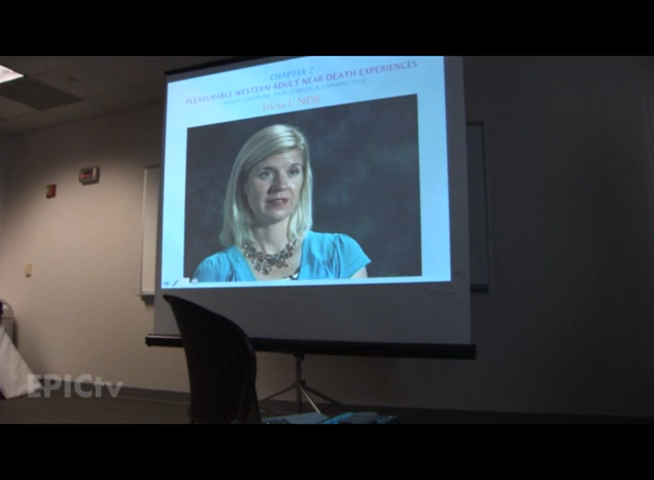 CHAPTER 2
PLEASURABLE WESTERN ADULT NEAR DEATH EXPERIENCES
Tricia I. NDE
EPICtv